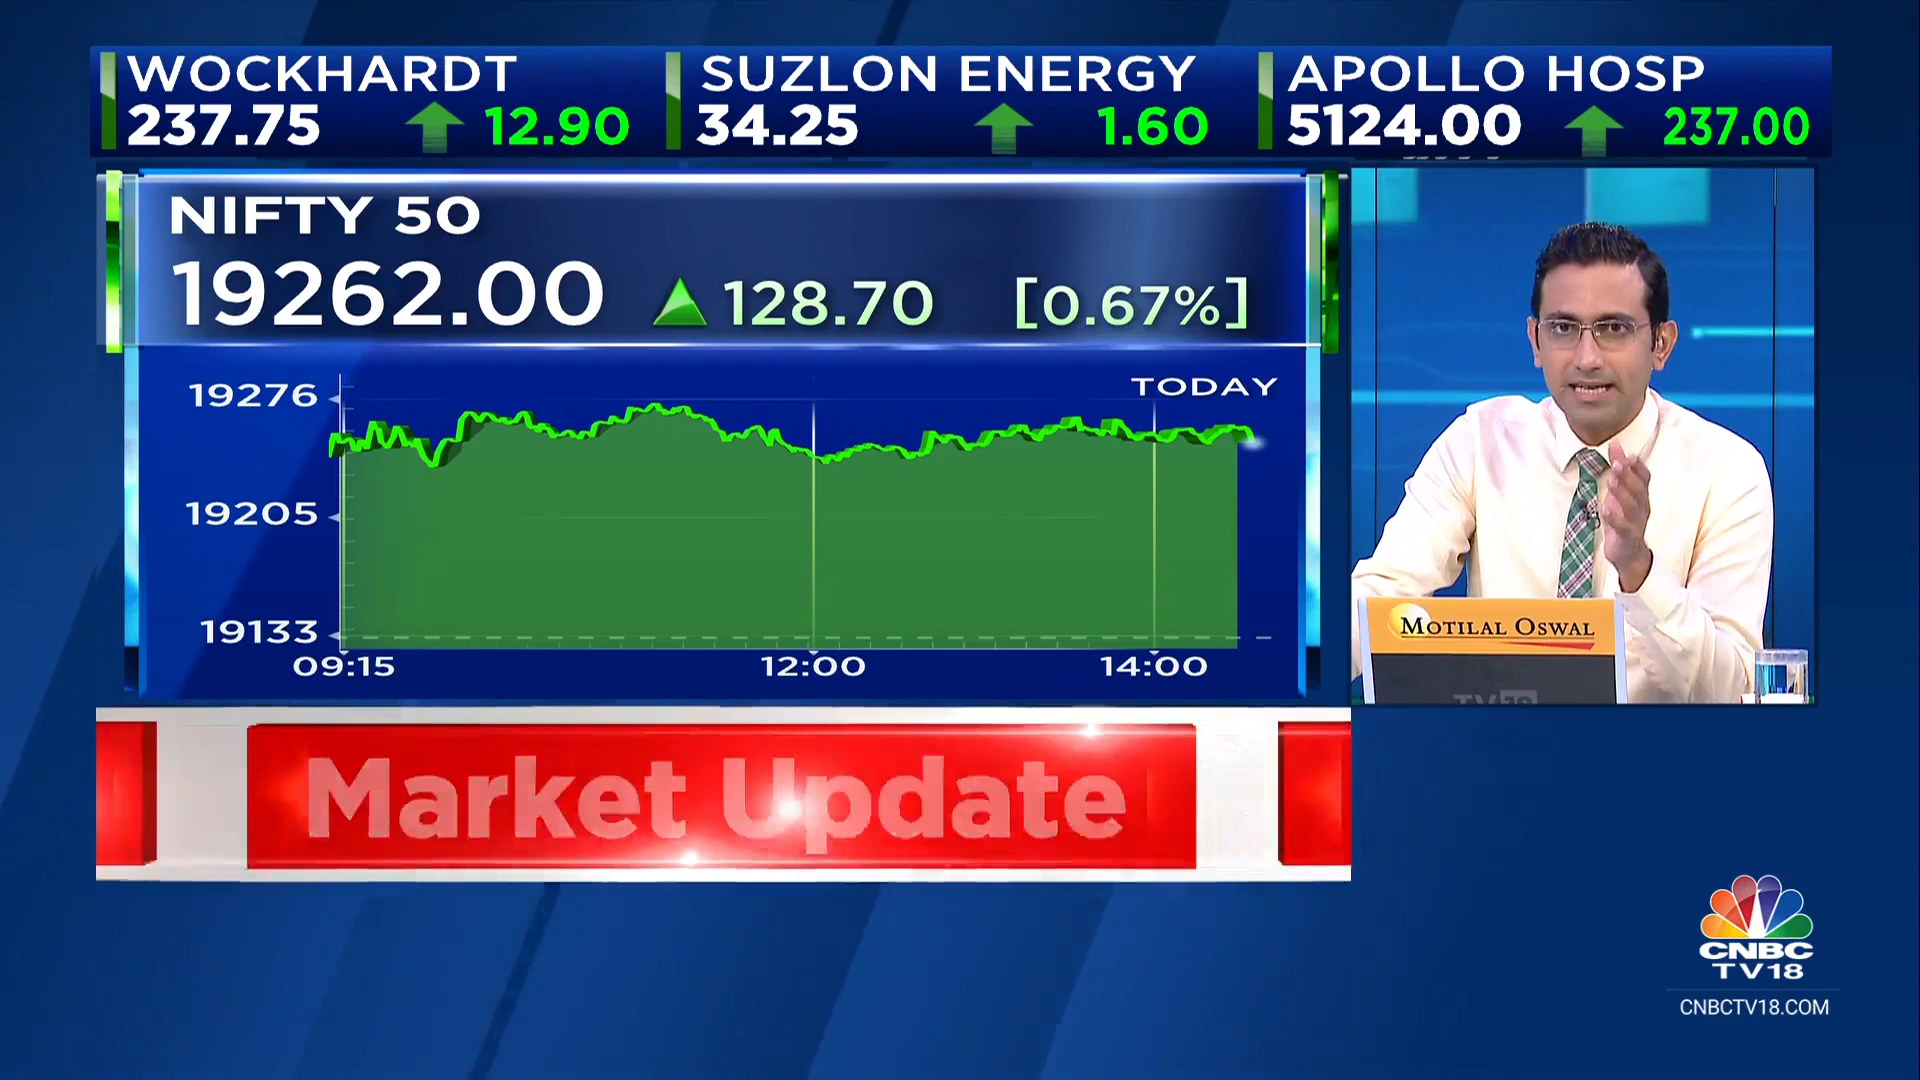 WOCKHARDT
237.75 12.90
SUZLON ENERGY
34.25 1.60
APOLLO HOSP
5124.00 237.00
NIFTY 50
19262.00 128.70 [0.67%]
TODAY
19276
19205
19133
09:15 12:00 14:00
MOTILAL OSWAL
TV18
Market Update
CNBC
TV18
CNBCTV18.COM